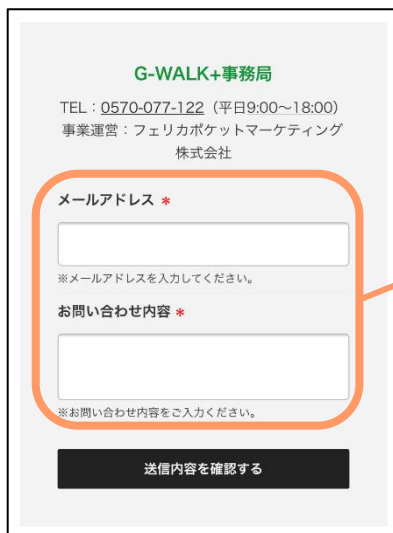 G-WALK+事務局
TEL：0570-077-122（平日9:00〜18:00）
事業運営：フェリカポケットマーケティング
株式会社
メールアドレス *
※メールアドレスを入力してください。
お問い合わせ内容 *
※お問い合わせ内容をご入力ください。
送信内容を確認する